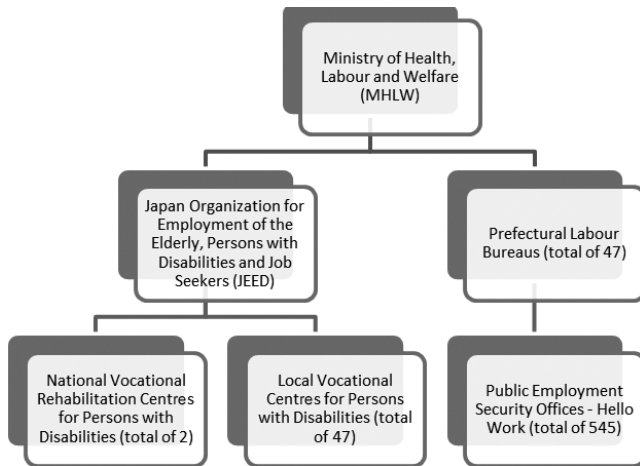 Ministry of Health,
Labour and Welfare
(MHLW)
Japan Organization for
Employment of the
Elderly, Persons with
Disabilities and Job
Seekers (JEED)
Prefectural Labour
Bureaus (total of 47)
National Vocational
Rehabilitation Centres
for Persons with
Disabilities (total of 2)
Local Vocational
Centres for Persons
with Disabilities (total
of 47)
Public Employment
Security Offices - Hello
Work (total of 545)